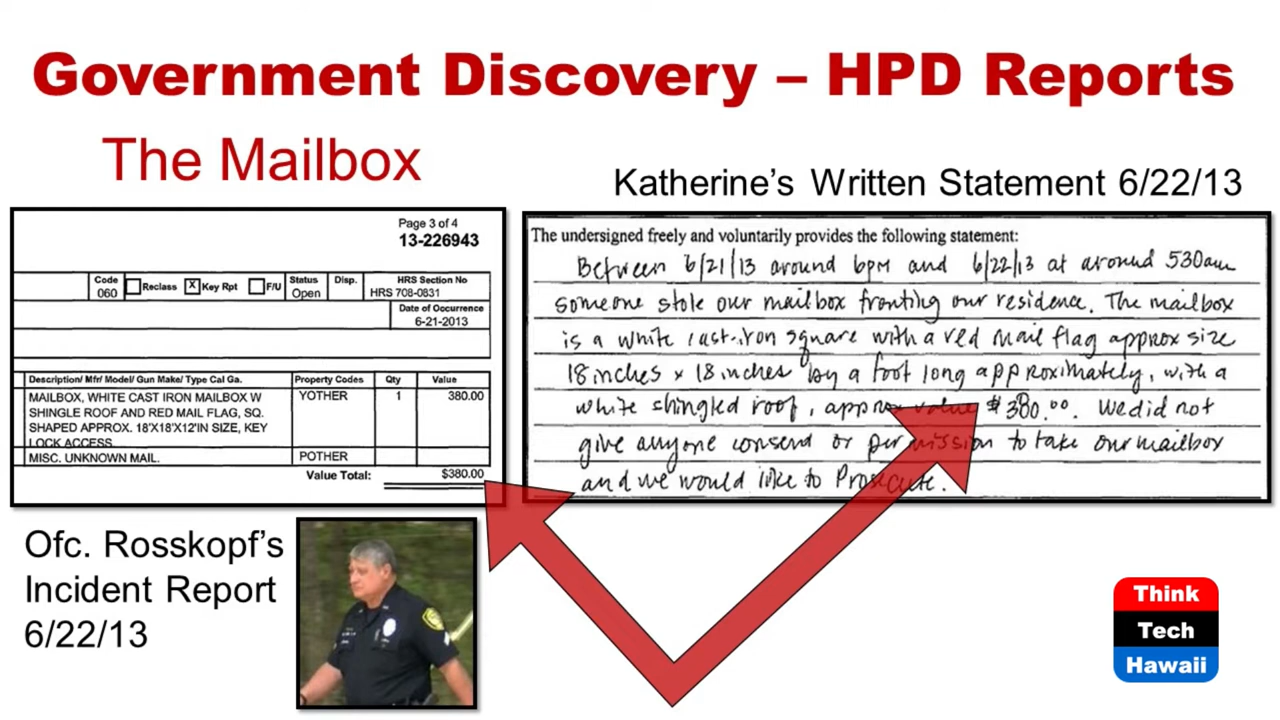 Government Discovery – HPD Reports
The Mailbox
Katherine's Written Statement 6/22/13
Page 3 of 4
13-226943
Code
060
Reclass
X
Key Rpt
F/U
Status
Open
Disp.
HRS Section No
HRS 708-0831
Date of Occurrence
6-21-2013
Description/ Mfr/ Model/ Gun Make/ Type Cal Ga. Property Codes Qty Value
MAILBOX, WHITE CAST IRON MAILBOX W YOTHER 1 380.00
SHINGLE ROOF AND RED MAIL FLAG, SQ.
SHAPED APPROX. 18'X18'X12'IN SIZE, KEY
LOCK ACCESS.
MISC. UNKNOWN MAIL. POTHER
Value Total: $380.00
The undersigned freely and voluntarily provides the following statement:
Between 6/21/13 around 6pm and 6/22/13 at around 530am
someone stole our mailbox fronting our residence. The mailbox
is a white cast-iron square with a red mail flag approx size
18 inches x 18 inches by a foot long approximately, with a
white shingled roof, approx value $380.00. We did not
give anyone consend or permission to take our mailbox
and we would like to Prosecute.
Ofc. Rosskopf's
Incident Report
6/22/13
Think
Tech
Hawaii